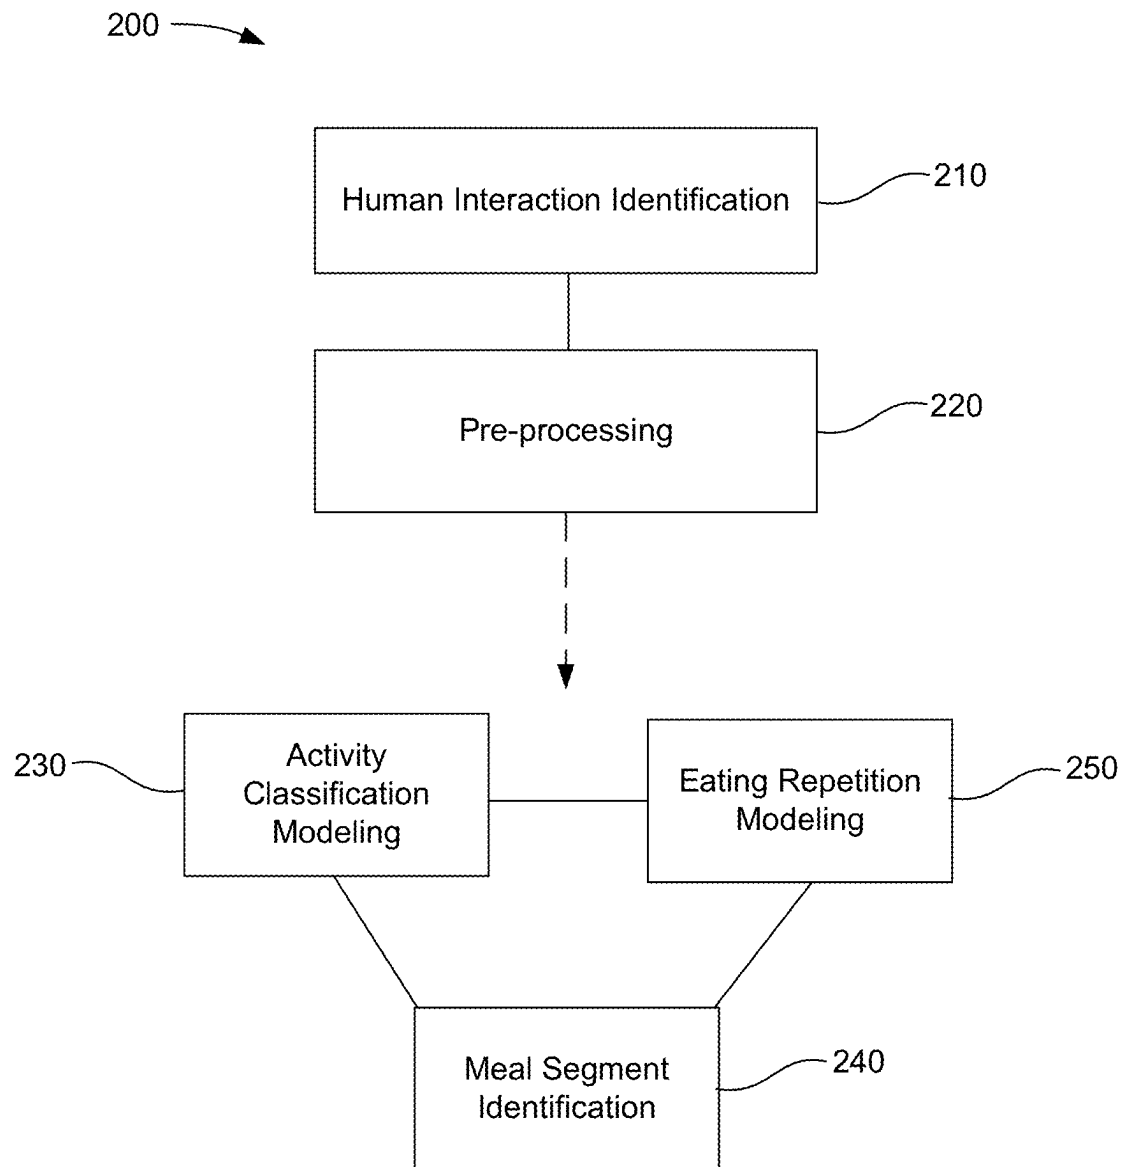 200
Human Interaction Identification
210
Pre-processing
220
230
Activity
Classification
Modeling
Eating Repetition
Modeling
250
Meal Segment
Identification
240